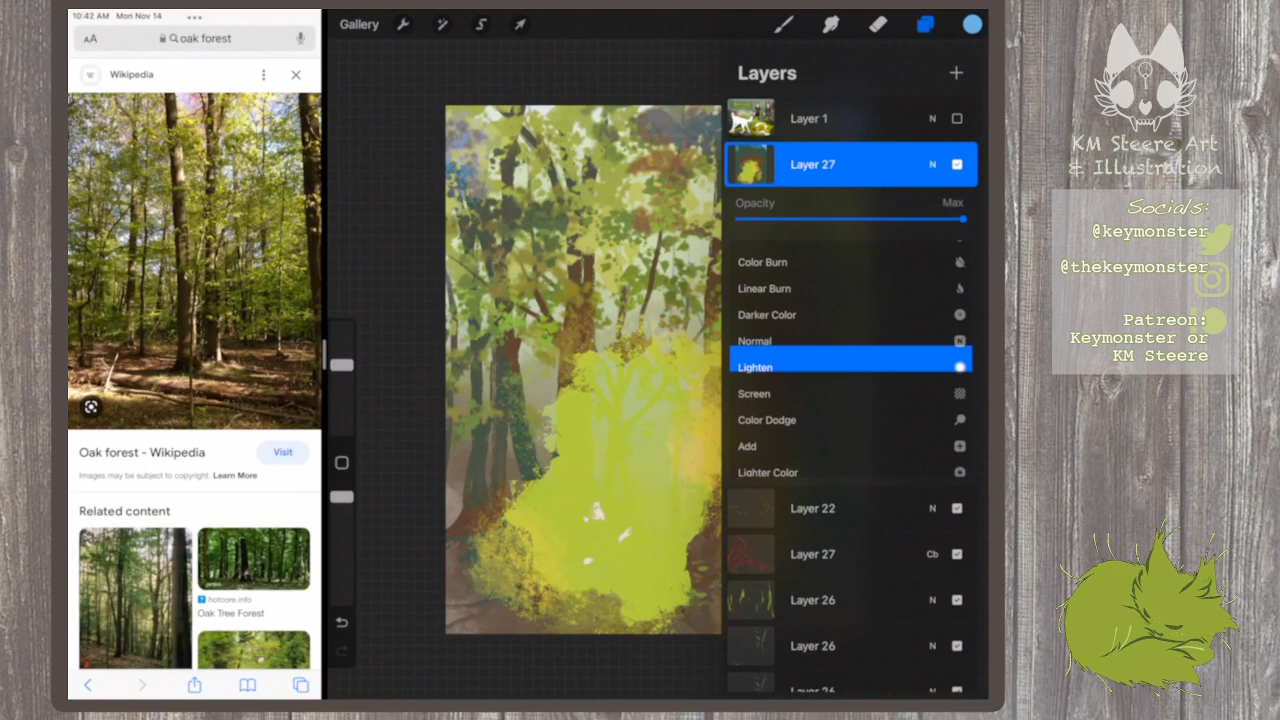 10:42 AM Mon Nov 14
AA oak forest
Wikipedia
Oak forest - Wikipedia
Visit
Images may be subject to copyright. Learn More
Related content
hotcore.info
Oak Tree Forest
Gallery
Layers
Layer 1 N
Layer 27 N
Opacity Max
Color Burn
Linear Burn
Darker Color
Normal N
Lighten
Screen
Color Dodge
Add
Lighter Color
Layer 22 N
Layer 27 Cb
Layer 26 N
Layer 26 N
Layer 26 N
KM Steere Art
& Illustration
Socials:
@keymonster
@thekeymonster
Patreon:
Keymonster or
KM Steere